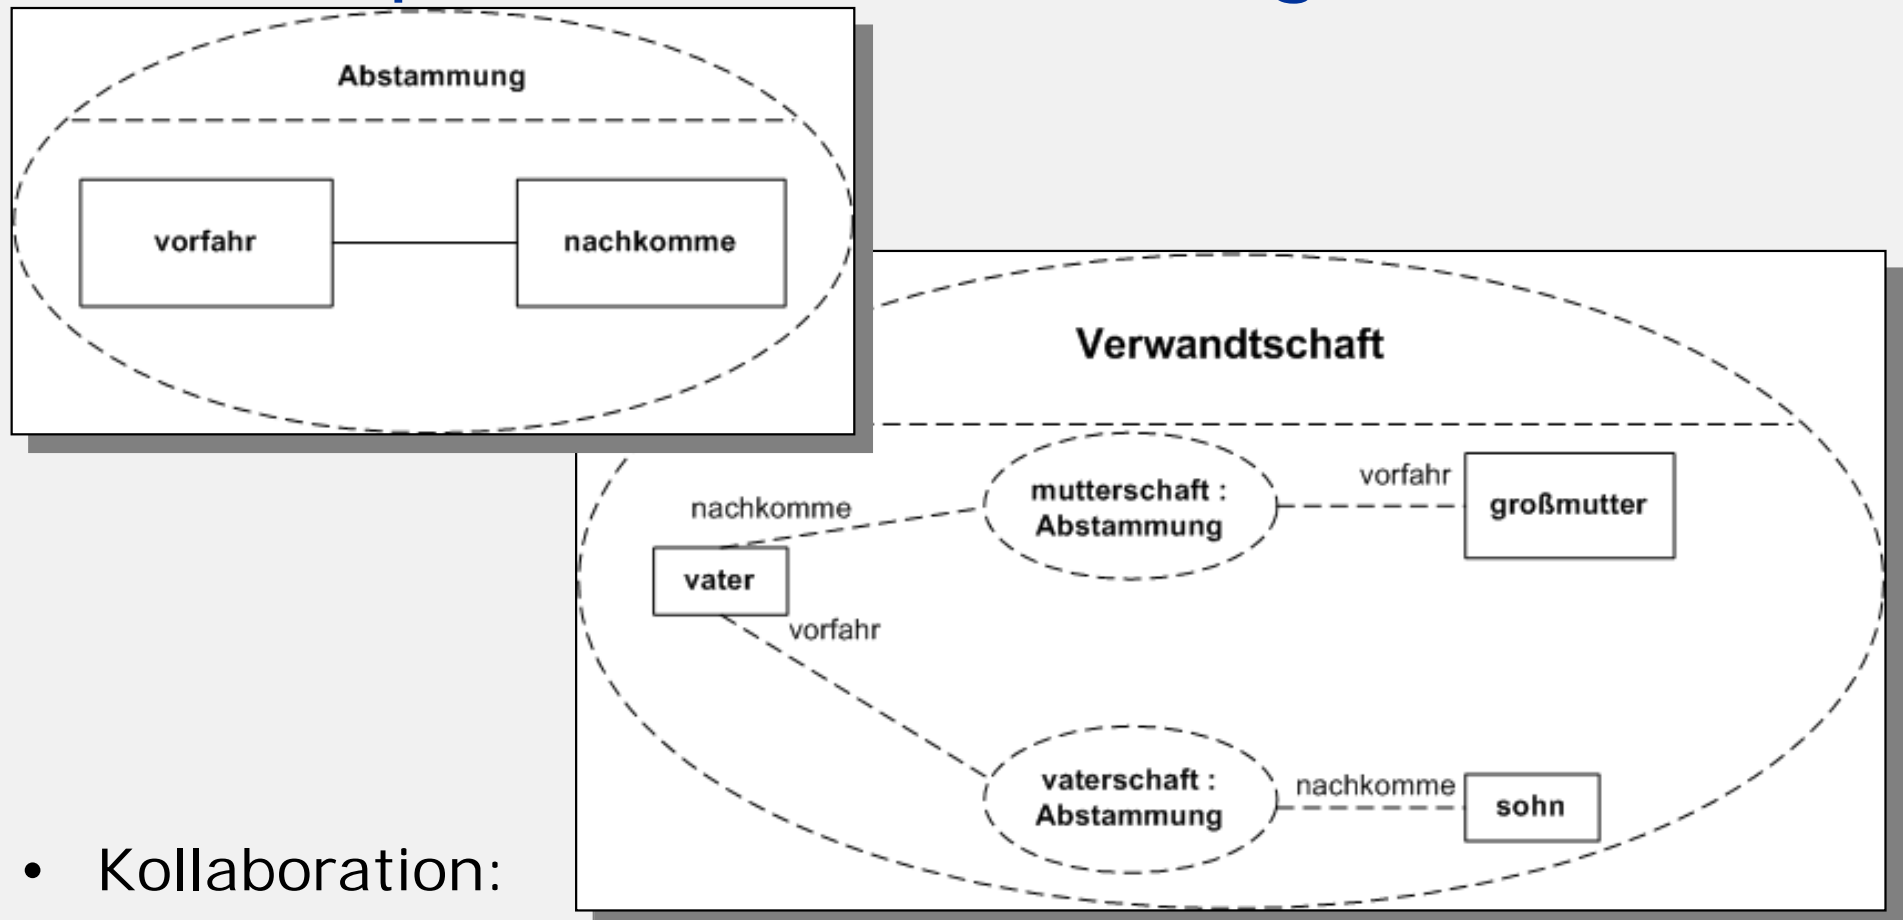 Abstammung
vorfahr
nachkomme
Verwandtschaft
nachkomme
mutterschaft :
Abstammung
vorfahr
großmutter
vater
vorfahr
vaterschaft :
Abstammung
nachkomme
sohn
• Kollaboration: